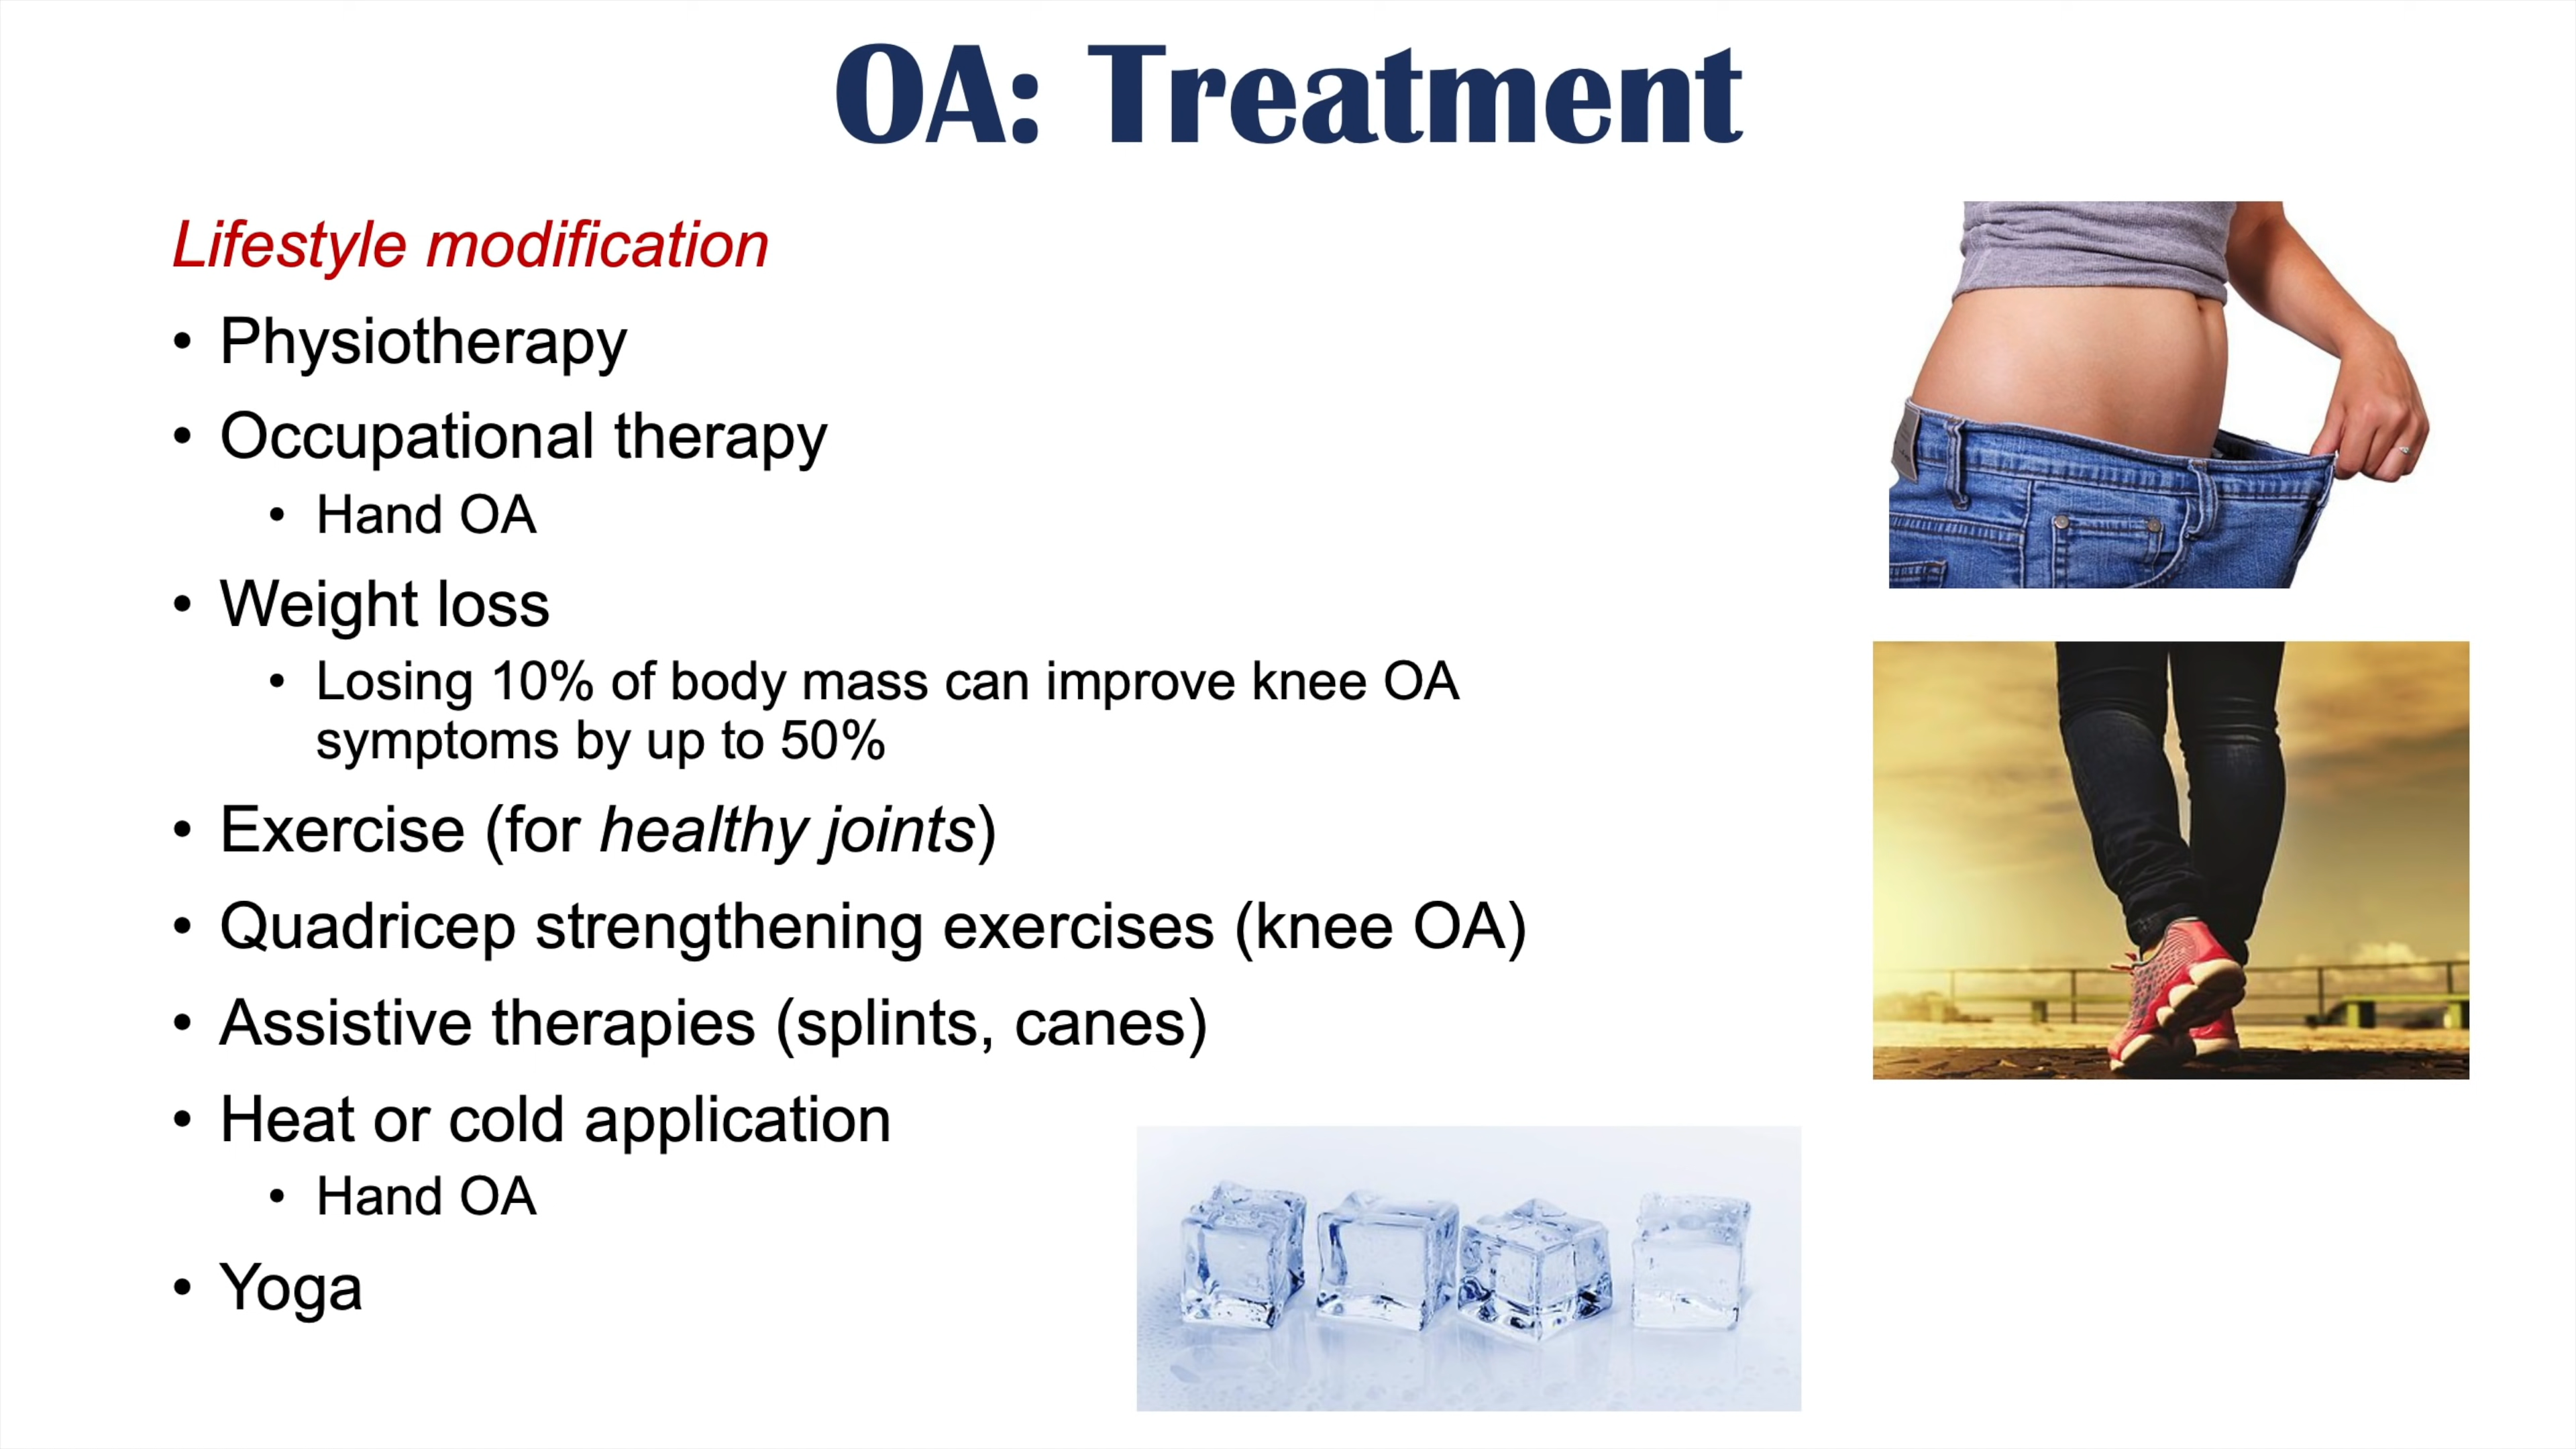 OA: Treatment
Lifestyle modification
• Physiotherapy
• Occupational therapy
• Hand OA
• Weight loss
• Losing 10% of body mass can improve knee OA
symptoms by up to 50%
• Exercise (for healthy joints)
• Quadricep strengthening exercises (knee OA)
• Assistive therapies (splints, canes)
• Heat or cold application
• Hand OA
• Yoga